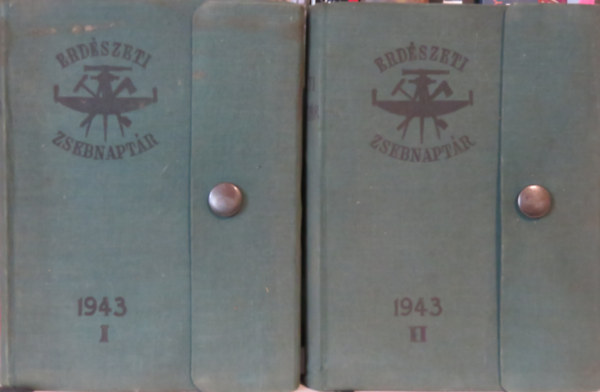 ERDÉSZETI
ZSEBNAPTÁR
1943
I
ERDÉSZETI
ZSEBNAPTÁR
1943
II